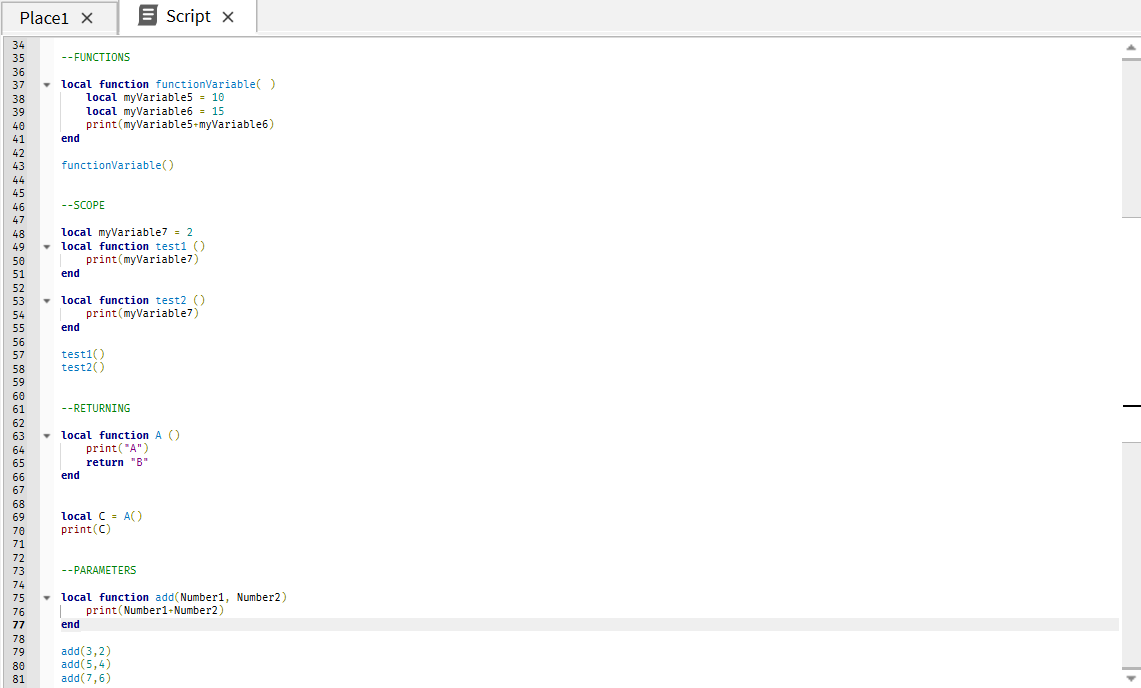 Place1 ×
Script ×
34
35 --FUNCTIONS
36
37 local function functionVariable( )
38 local myVariable5 = 10
39 local myVariable6 = 15
40 print(myVariable5+myVariable6)
41 end
42
43 functionVariable()
44
45
46 --SCOPE
47
48 local myVariable7 = 2
49 local function test1 ()
50 print(myVariable7)
51 end
52
53 local function test2 ()
54 print(myVariable7)
55 end
56
57 test1()
58 test2()
59
60
61 --RETURNING
62
63 local function A ()
64 print("A")
65 return "B"
66 end
67
68
69 local C = A()
70 print(C)
71
72
73 --PARAMETERS
74
75 local function add(Number1, Number2)
76 print(Number1+Number2)
77 end
78
79 add(3,2)
80 add(5,4)
81 add(7,6)